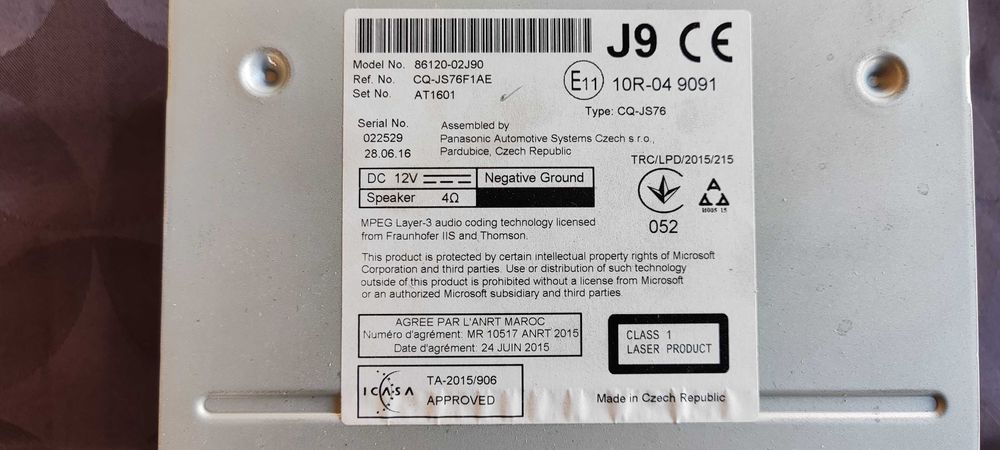 J9 CE
Model No. 86120-02J90
Ref. No. CQ-JS76F1AE
Set No. AT1601
E11 10R-04 9091
Type: CQ-JS76
Serial No.
022529
28.06.16
Assembled by
Panasonic Automotive Systems Czech s r.o.,
Pardubice, Czech Republic
TRC/LPD/2015/215
DC 12V
Negative Ground
Speaker 4Ω
052
MPEG Layer-3 audio coding technology licensed
from Fraunhofer IIS and Thomson.
This product is protected by certain intellectual property rights of Microsoft
Corporation and third parties. Use or distribution of such technology
outside of this product is prohibited without a license from Microsoft
or an authorized Microsoft subsidiary and third parties.
AGREE PAR L'ANRT MAROC
Numéro d'agrément: MR 10517 ANRT 2015
Date d'agrément: 24 JUIN 2015
CLASS 1
LASER PRODUCT
ICASA
TA-2015/906
APPROVED
Made in Czech Republic